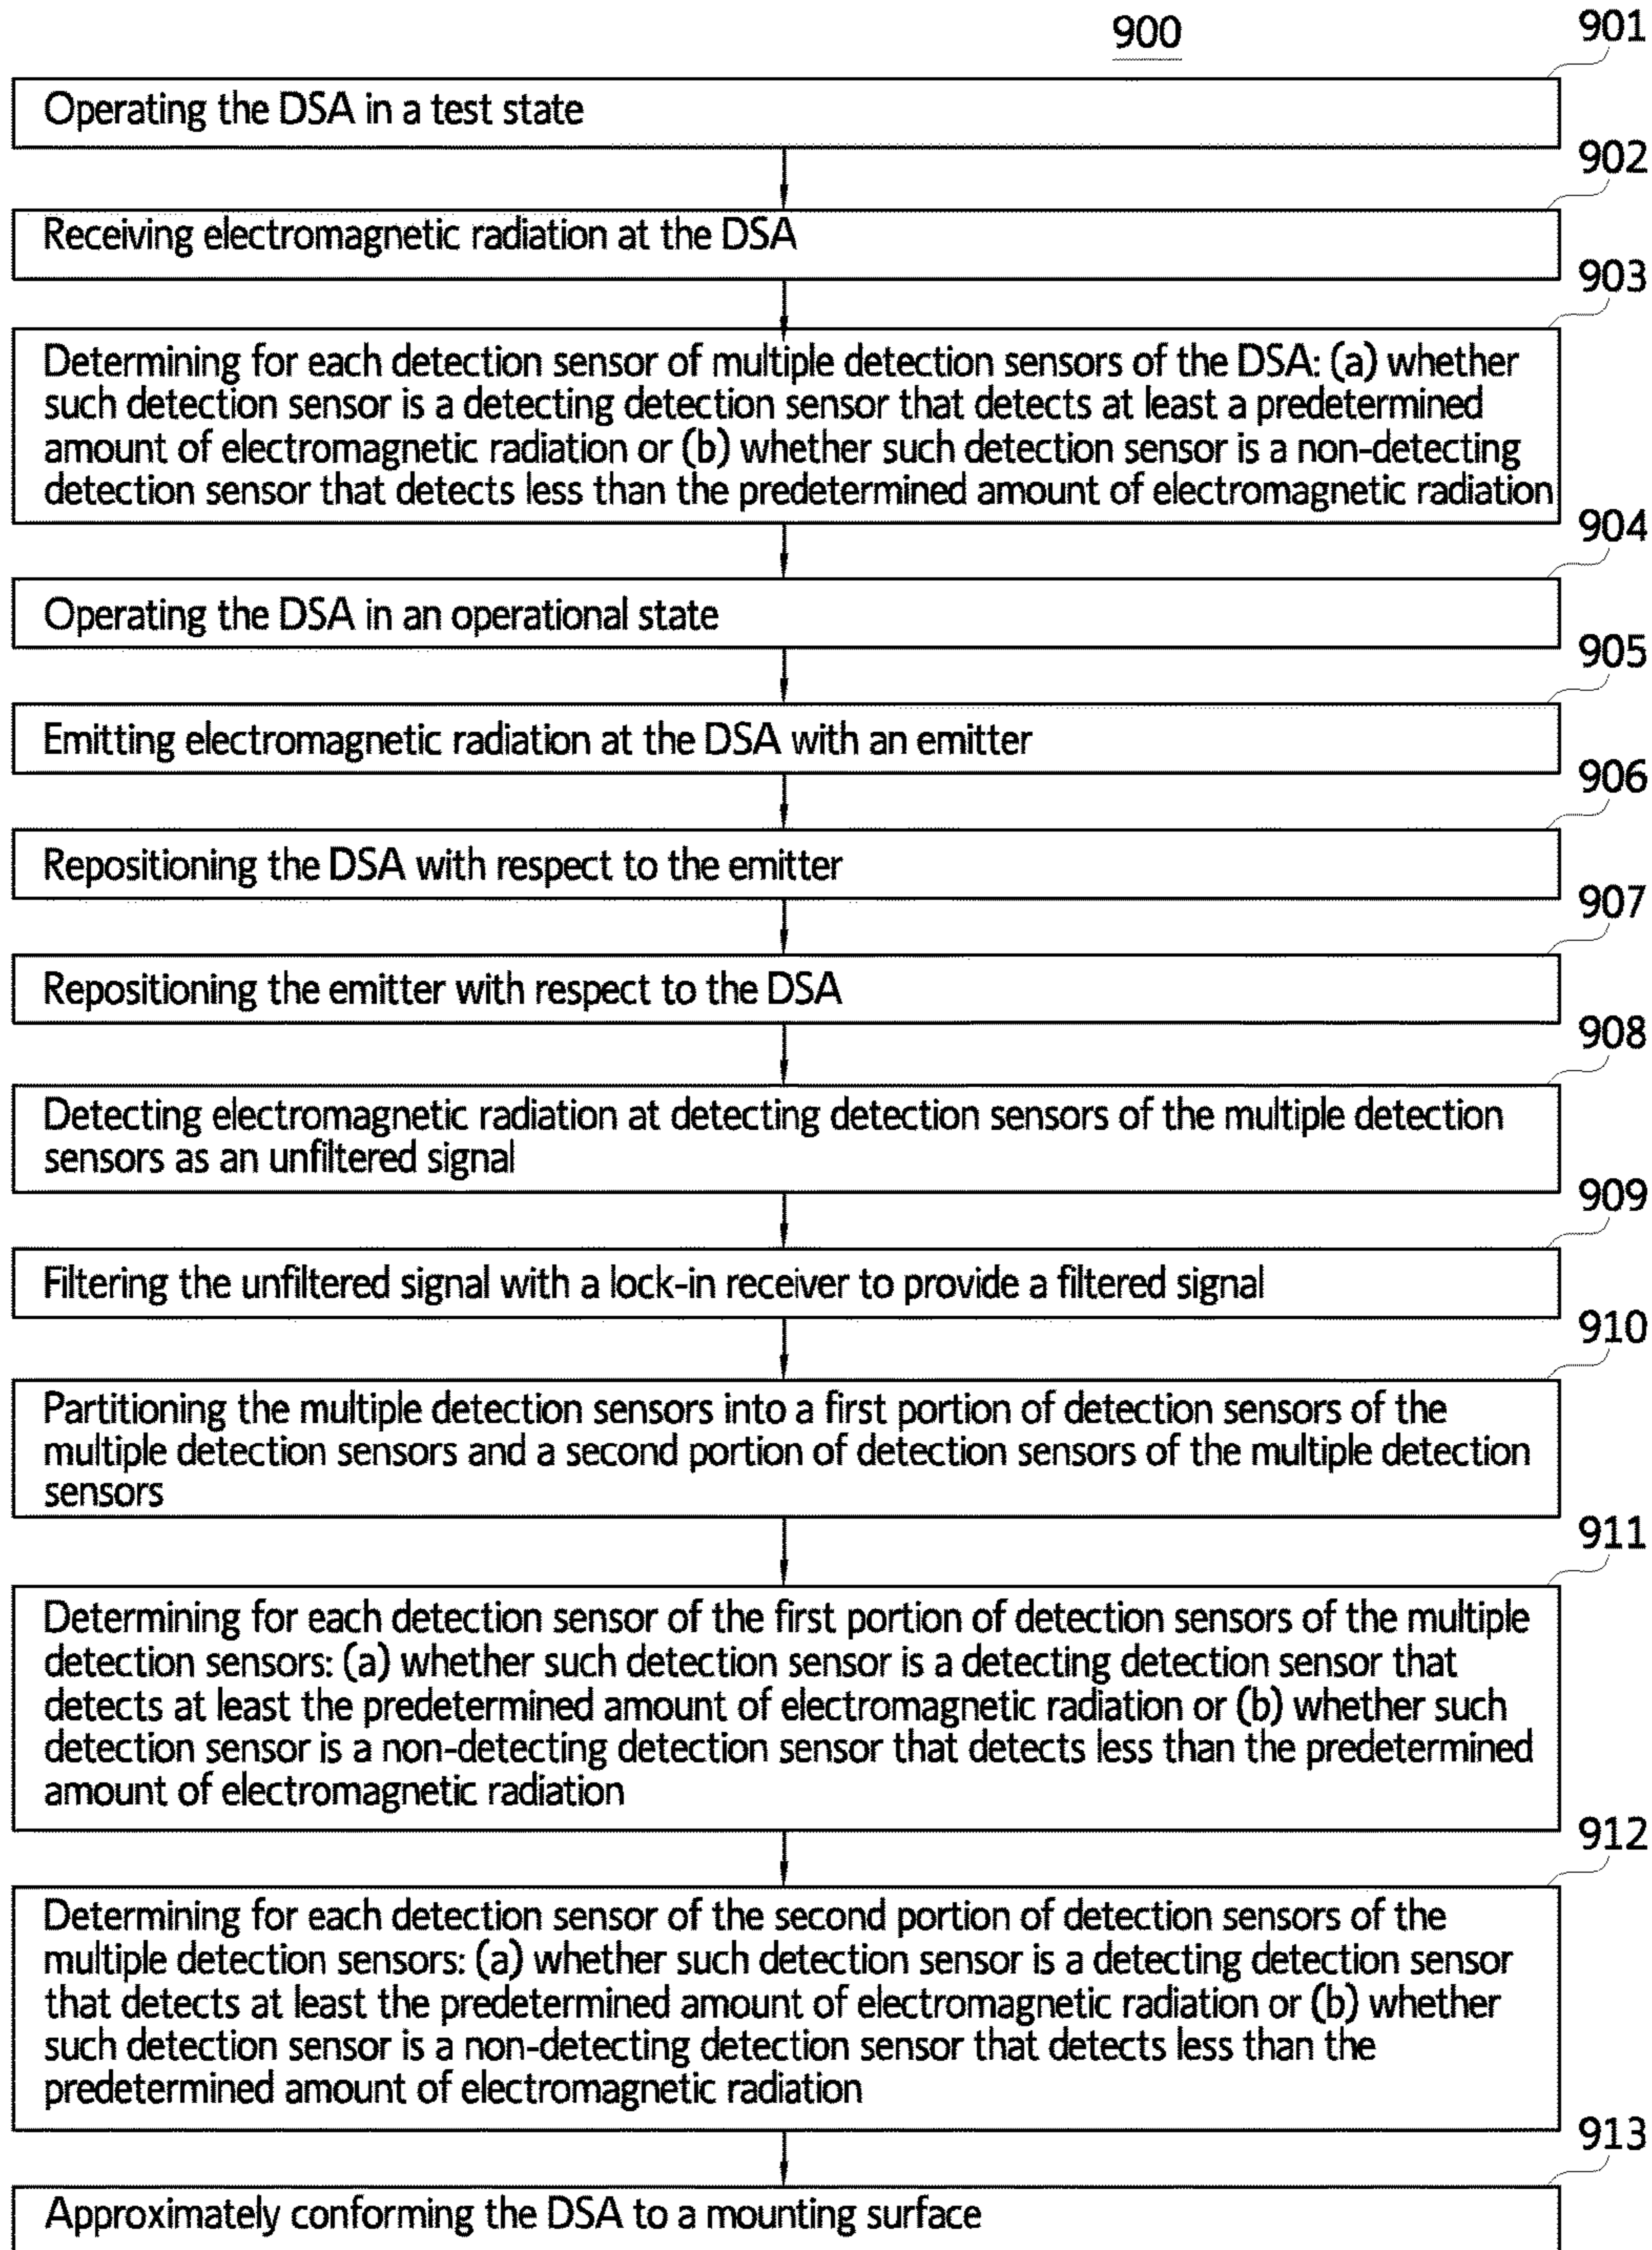 900
901
Operating the DSA in a test state
902
Receiving electromagnetic radiation at the DSA
903
Determining for each detection sensor of multiple detection sensors of the DSA: (a) whether
such detection sensor is a detecting detection sensor that detects at least a predetermined
amount of electromagnetic radiation or (b) whether such detection sensor is a non-detecting
detection sensor that detects less than the predetermined amount of electromagnetic radiation
904
Operating the DSA in an operational state
905
Emitting electromagnetic radiation at the DSA with an emitter
906
Repositioning the DSA with respect to the emitter
907
Repositioning the emitter with respect to the DSA
908
Detecting electromagnetic radiation at detecting detection sensors of the multiple detection
sensors as an unfiltered signal
909
Filtering the unfiltered signal with a lock-in receiver to provide a filtered signal
910
Partitioning the multiple detection sensors into a first portion of detection sensors of the
multiple detection sensors and a second portion of detection sensors of the multiple detection
sensors
911
Determining for each detection sensor of the first portion of detection sensors of the multiple
detection sensors: (a) whether such detection sensor is a detecting detection sensor that
detects at least the predetermined amount of electromagnetic radiation or (b) whether such
detection sensor is a non-detecting detection sensor that detects less than the predetermined
amount of electromagnetic radiation
912
Determining for each detection sensor of the second portion of detection sensors of the
multiple detection sensors: (a) whether such detection sensor is a detecting detection sensor
that detects at least the predetermined amount of electromagnetic radiation or (b) whether
such detection sensor is a non-detecting detection sensor that detects less than the
predetermined amount of electromagnetic radiation
913
Approximately conforming the DSA to a mounting surface